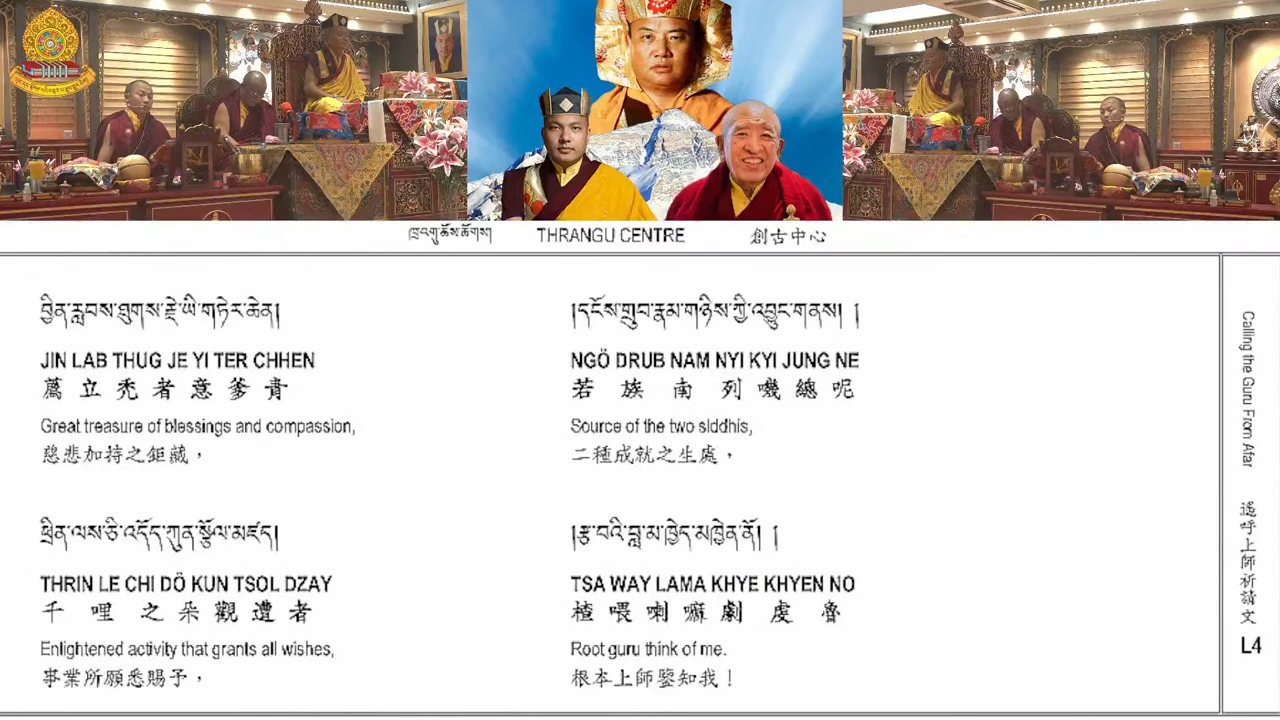 ཁྲ་འགུ་ཆོས་ཚོགས།
THRANGU CENTRE
創古中心
བྱིན་རླབས་ཐུགས་རྗེ་ཡི་གཏེར་ཆེན།
JIN LAB THUG JE YI TER CHHEN
薦立禿者意爹青
Great treasure of blessings and compassion,
慈悲加持之鉅藏，
།དངོས་གྲུབ་རྣམ་གཉིས་ཀྱི་འབྱུང་གནས། །
NGÖ DRUB NAM NYI KYI JUNG NE
若族南列嘰總呢
Source of the two siddhis,
二種成就之生處，
ཕྲིན་ལས་ཅི་འདོད་ཀུན་སྩོལ་མཛད།
THRIN LE CHI DÖ KUN TSOL DZAY
千哩之朵觀遭者
Enlightened activity that grants all wishes,
事業所願悉賜予，
།རྩ་བའི་བླ་མ་ཁྱེད་མཁྱེན་ནོ། །
TSA WAY LAMA KHYE KHYEN NO
楂喂喇嘛劇虔魯
Root guru think of me.
根本上師鑒知我！
Calling the Guru From Afar
遙呼上師祈請文
L4